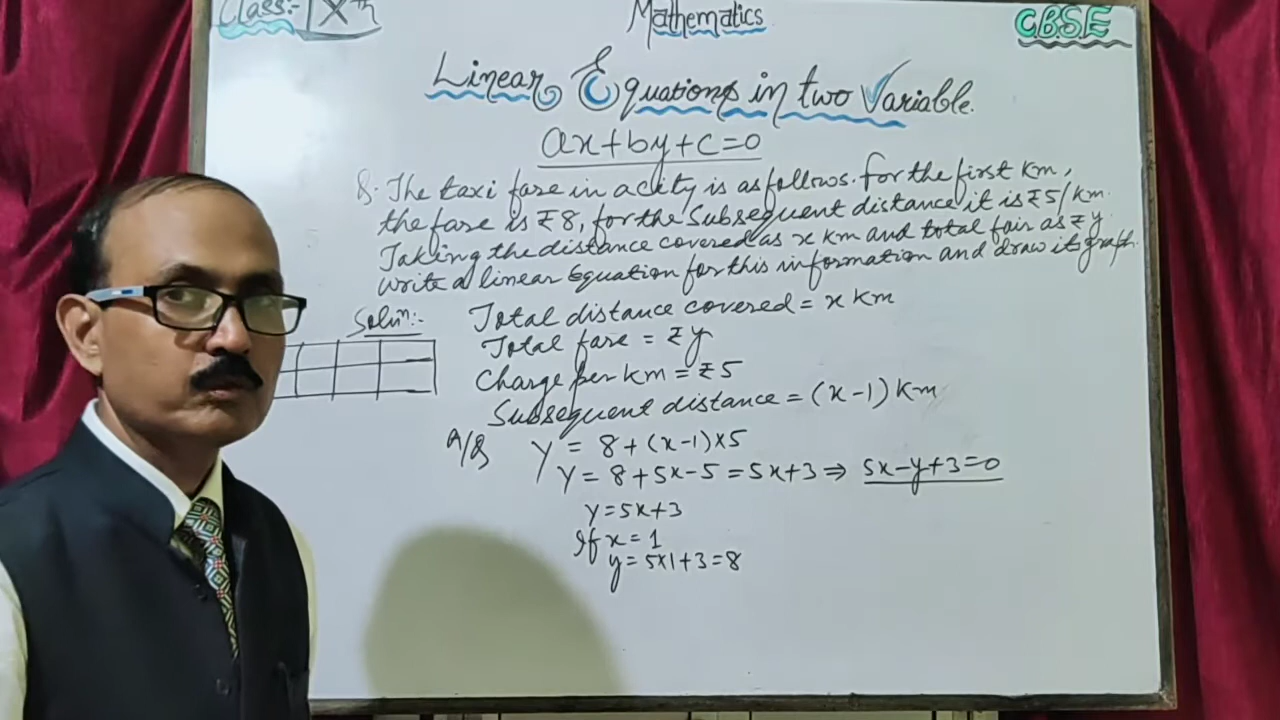 Class:- IXth
Mathematics
CBSE
Linear Equations in two Variable.
ax+by+c=0
Q. The taxi fare in a city is as follows. For the first km,
the fare is ₹8, for the Subsequent distance it is ₹5/km.
Taking the distance covered as x km and total fair as ₹y.
write a linear Equation for this information and draw its graph.
Soluⁿ:-
Total distance covered = x km
Total fare = ₹y
Charge per km = ₹5
Subsequent distance = (x-1) km
A/Q y = 8+(x-1)×5
y = 8+5x-5 = 5x+3 ⇒ 5x-y+3=0
y=5x+3
If x = 1
y = 5×1+3=8